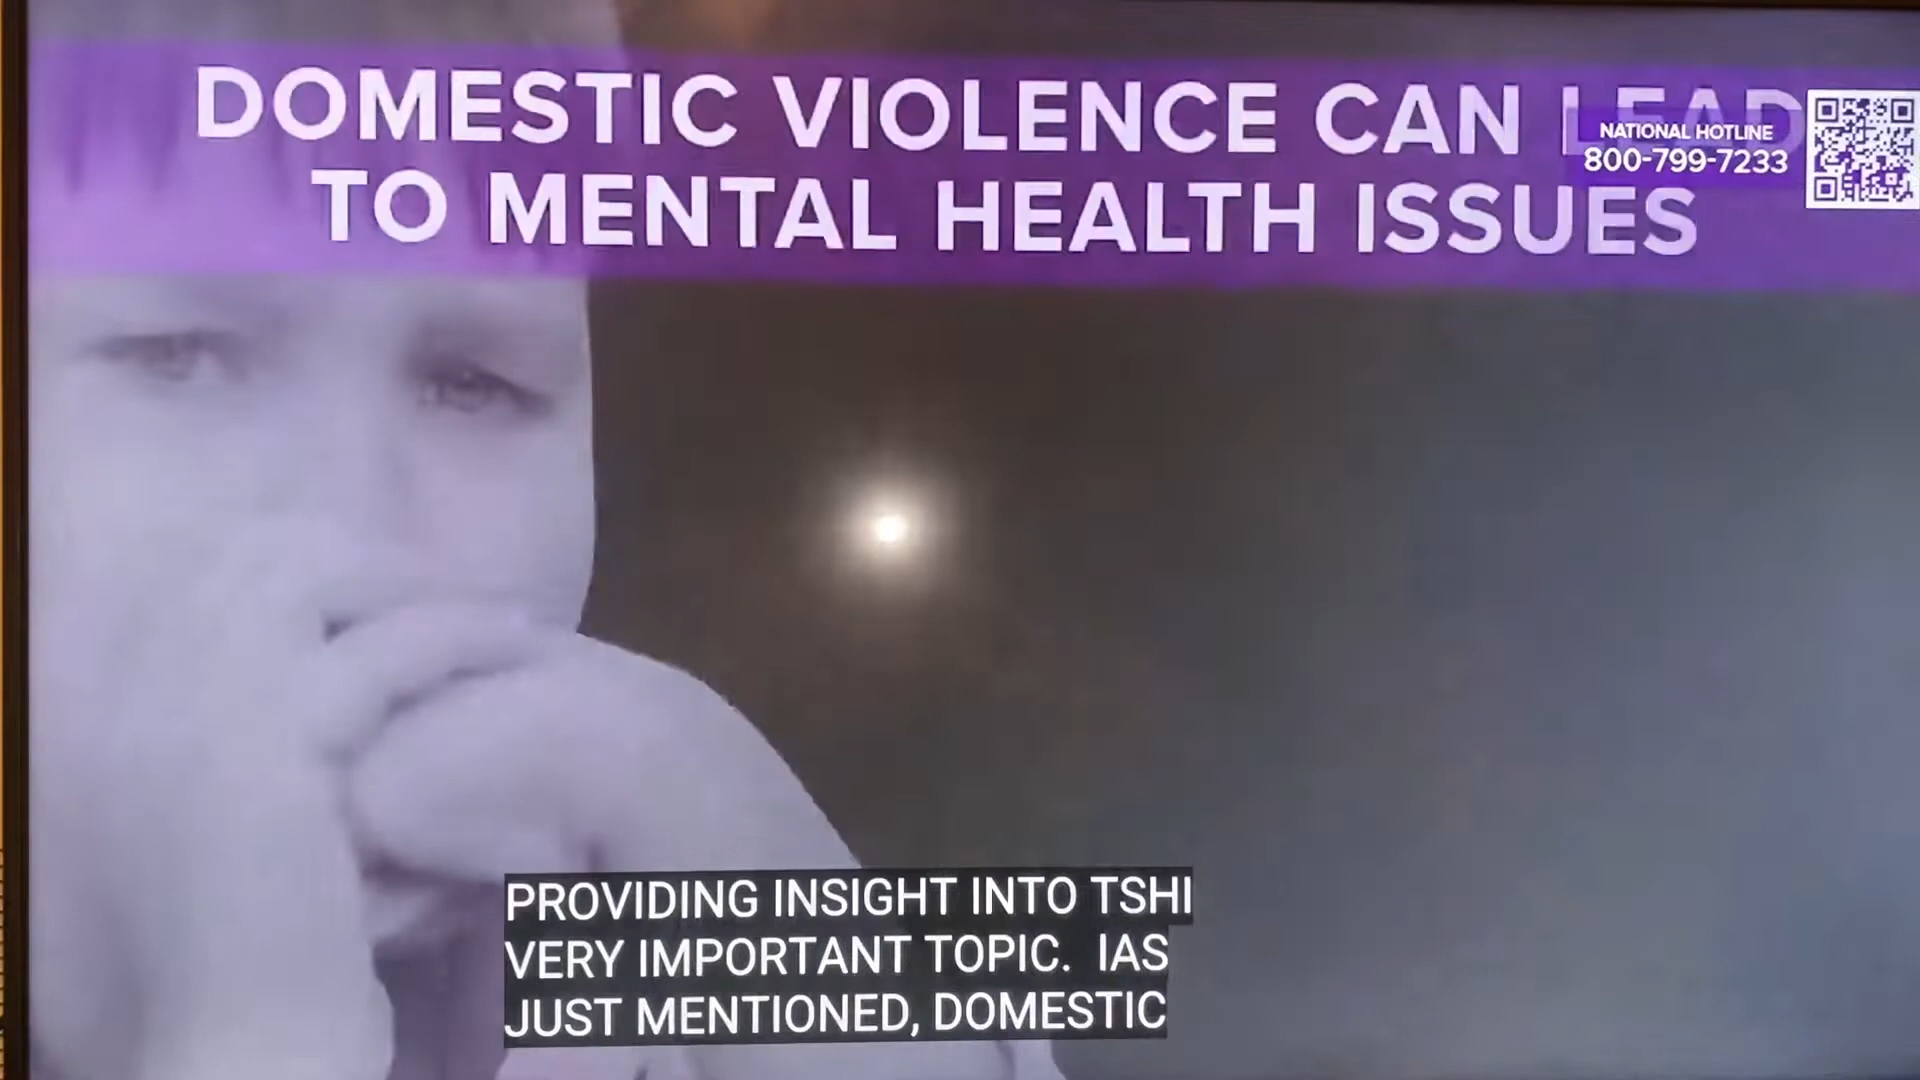 DOMESTIC VIOLENCE CAN LEAD
TO MENTAL HEALTH ISSUES
NATIONAL HOTLINE
800-799-7233
PROVIDING INSIGHT INTO TSHI
VERY IMPORTANT TOPIC. IAS
JUST MENTIONED, DOMESTIC